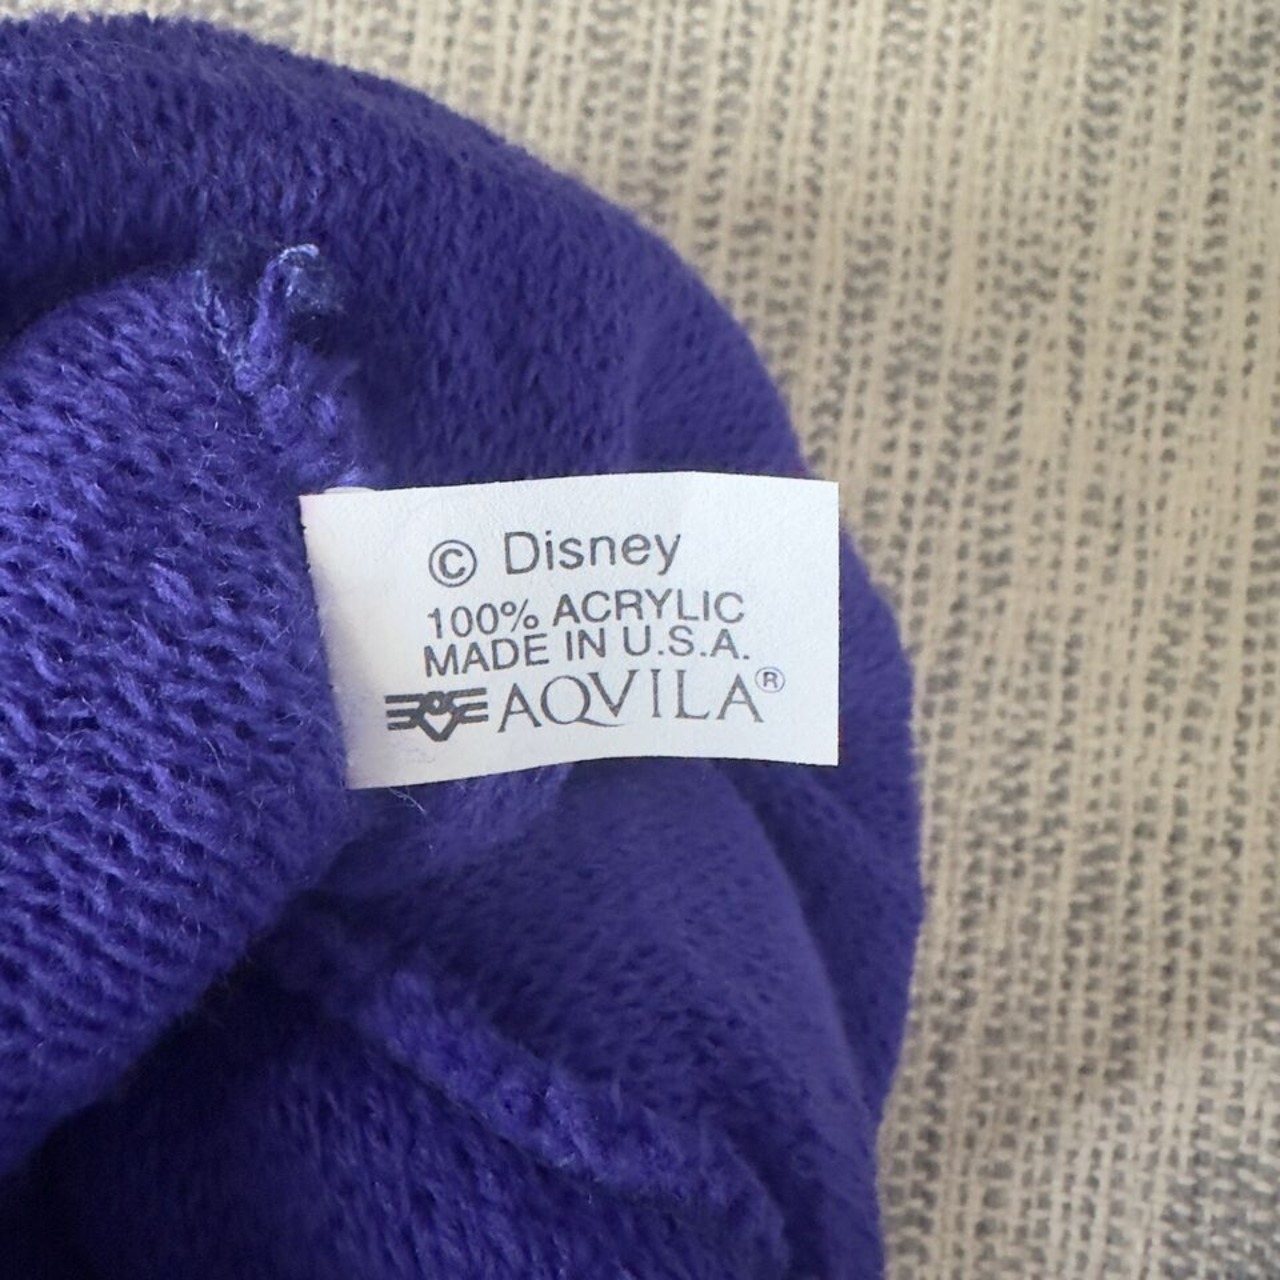 © Disney
100% ACRYLIC
MADE IN U.S.A.
AQVILA®